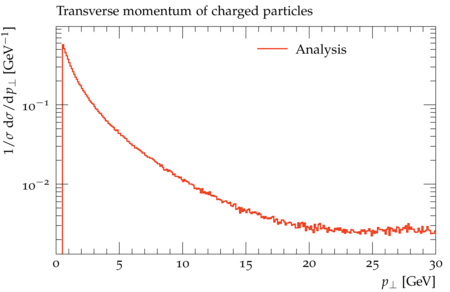 Transverse momentum of charged particles
Analysis
1/σ dσ/dp⊥ [GeV⁻¹]
10⁻¹
10⁻²
0 5 10 15 20 25 30
p⊥ [GeV]